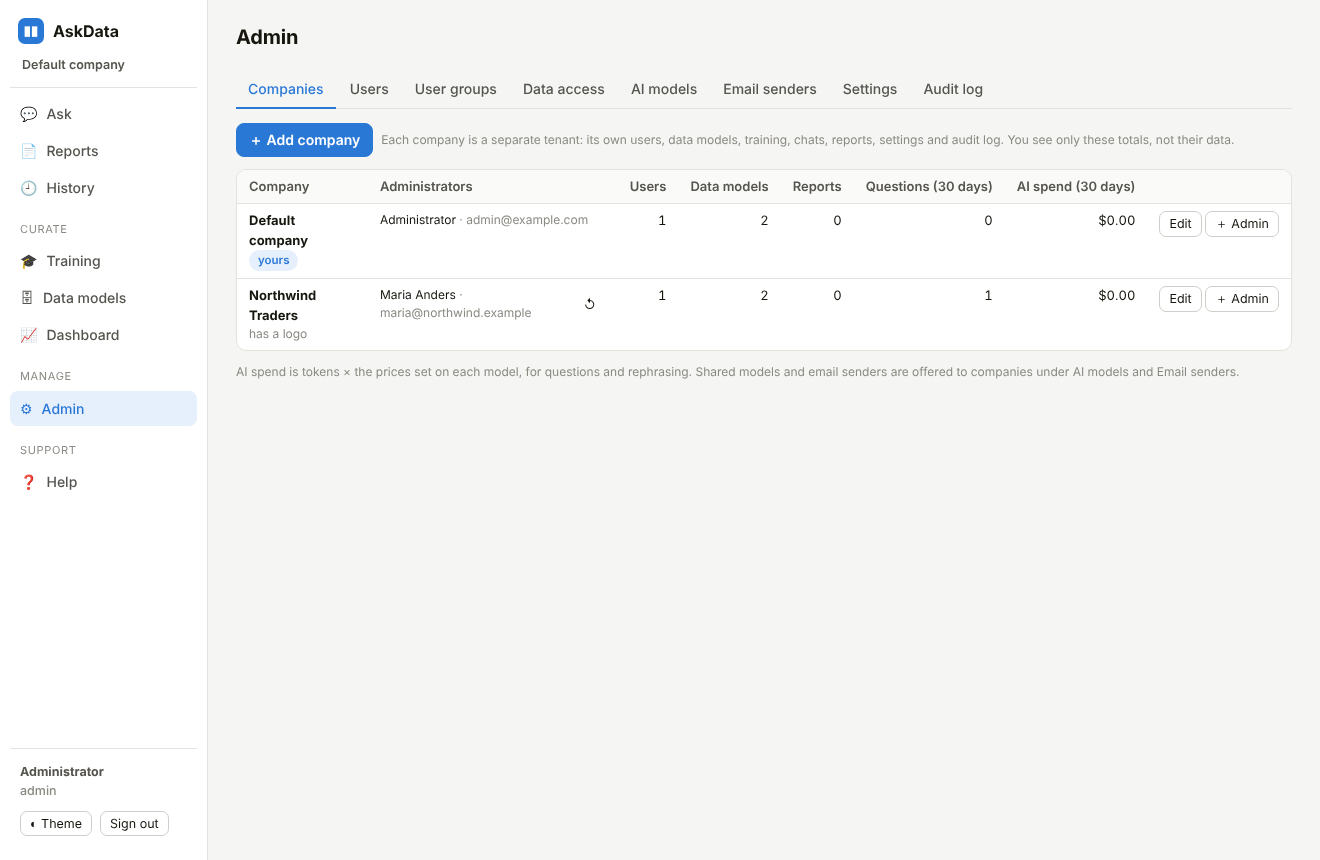 AskData
Default company
Ask
Reports
History
CURATE
Training
Data models
Dashboard
MANAGE
Admin
SUPPORT
Help
Administrator
admin
Theme
Sign out
Admin
Companies Users User groups Data access AI models Email senders Settings Audit log
+ Add company Each company is a separate tenant: its own users, data models, training, chats, reports, settings and audit log. You see only these totals, not their data.
Company Administrators Users Data models Reports Questions (30 days) AI spend (30 days)
Default Administrator · admin@example.com 1 2 0 0 $0.00 Edit + Admin
company
yours
Northwind Maria Anders · 1 2 0 1 $0.00 Edit + Admin
Traders maria@northwind.example
has a logo
AI spend is tokens × the prices set on each model, for questions and rephrasing. Shared models and email senders are offered to companies under AI models and Email senders.